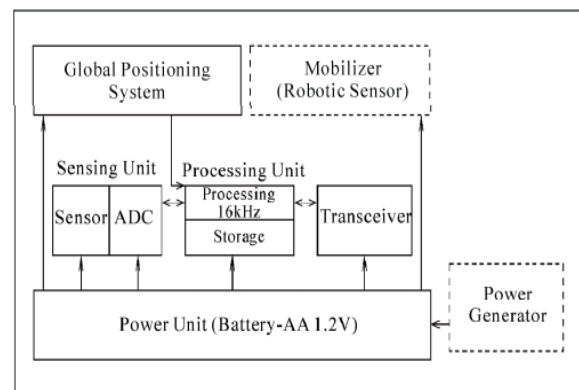 Global Positioning
System
Mobilizer
(Robotic Sensor)
Sensing Unit
Processing Unit
Sensor
ADC
Processing
16kHz
Storage
Transceiver
Power Unit (Battery-AA 1.2V)
Power
Generator